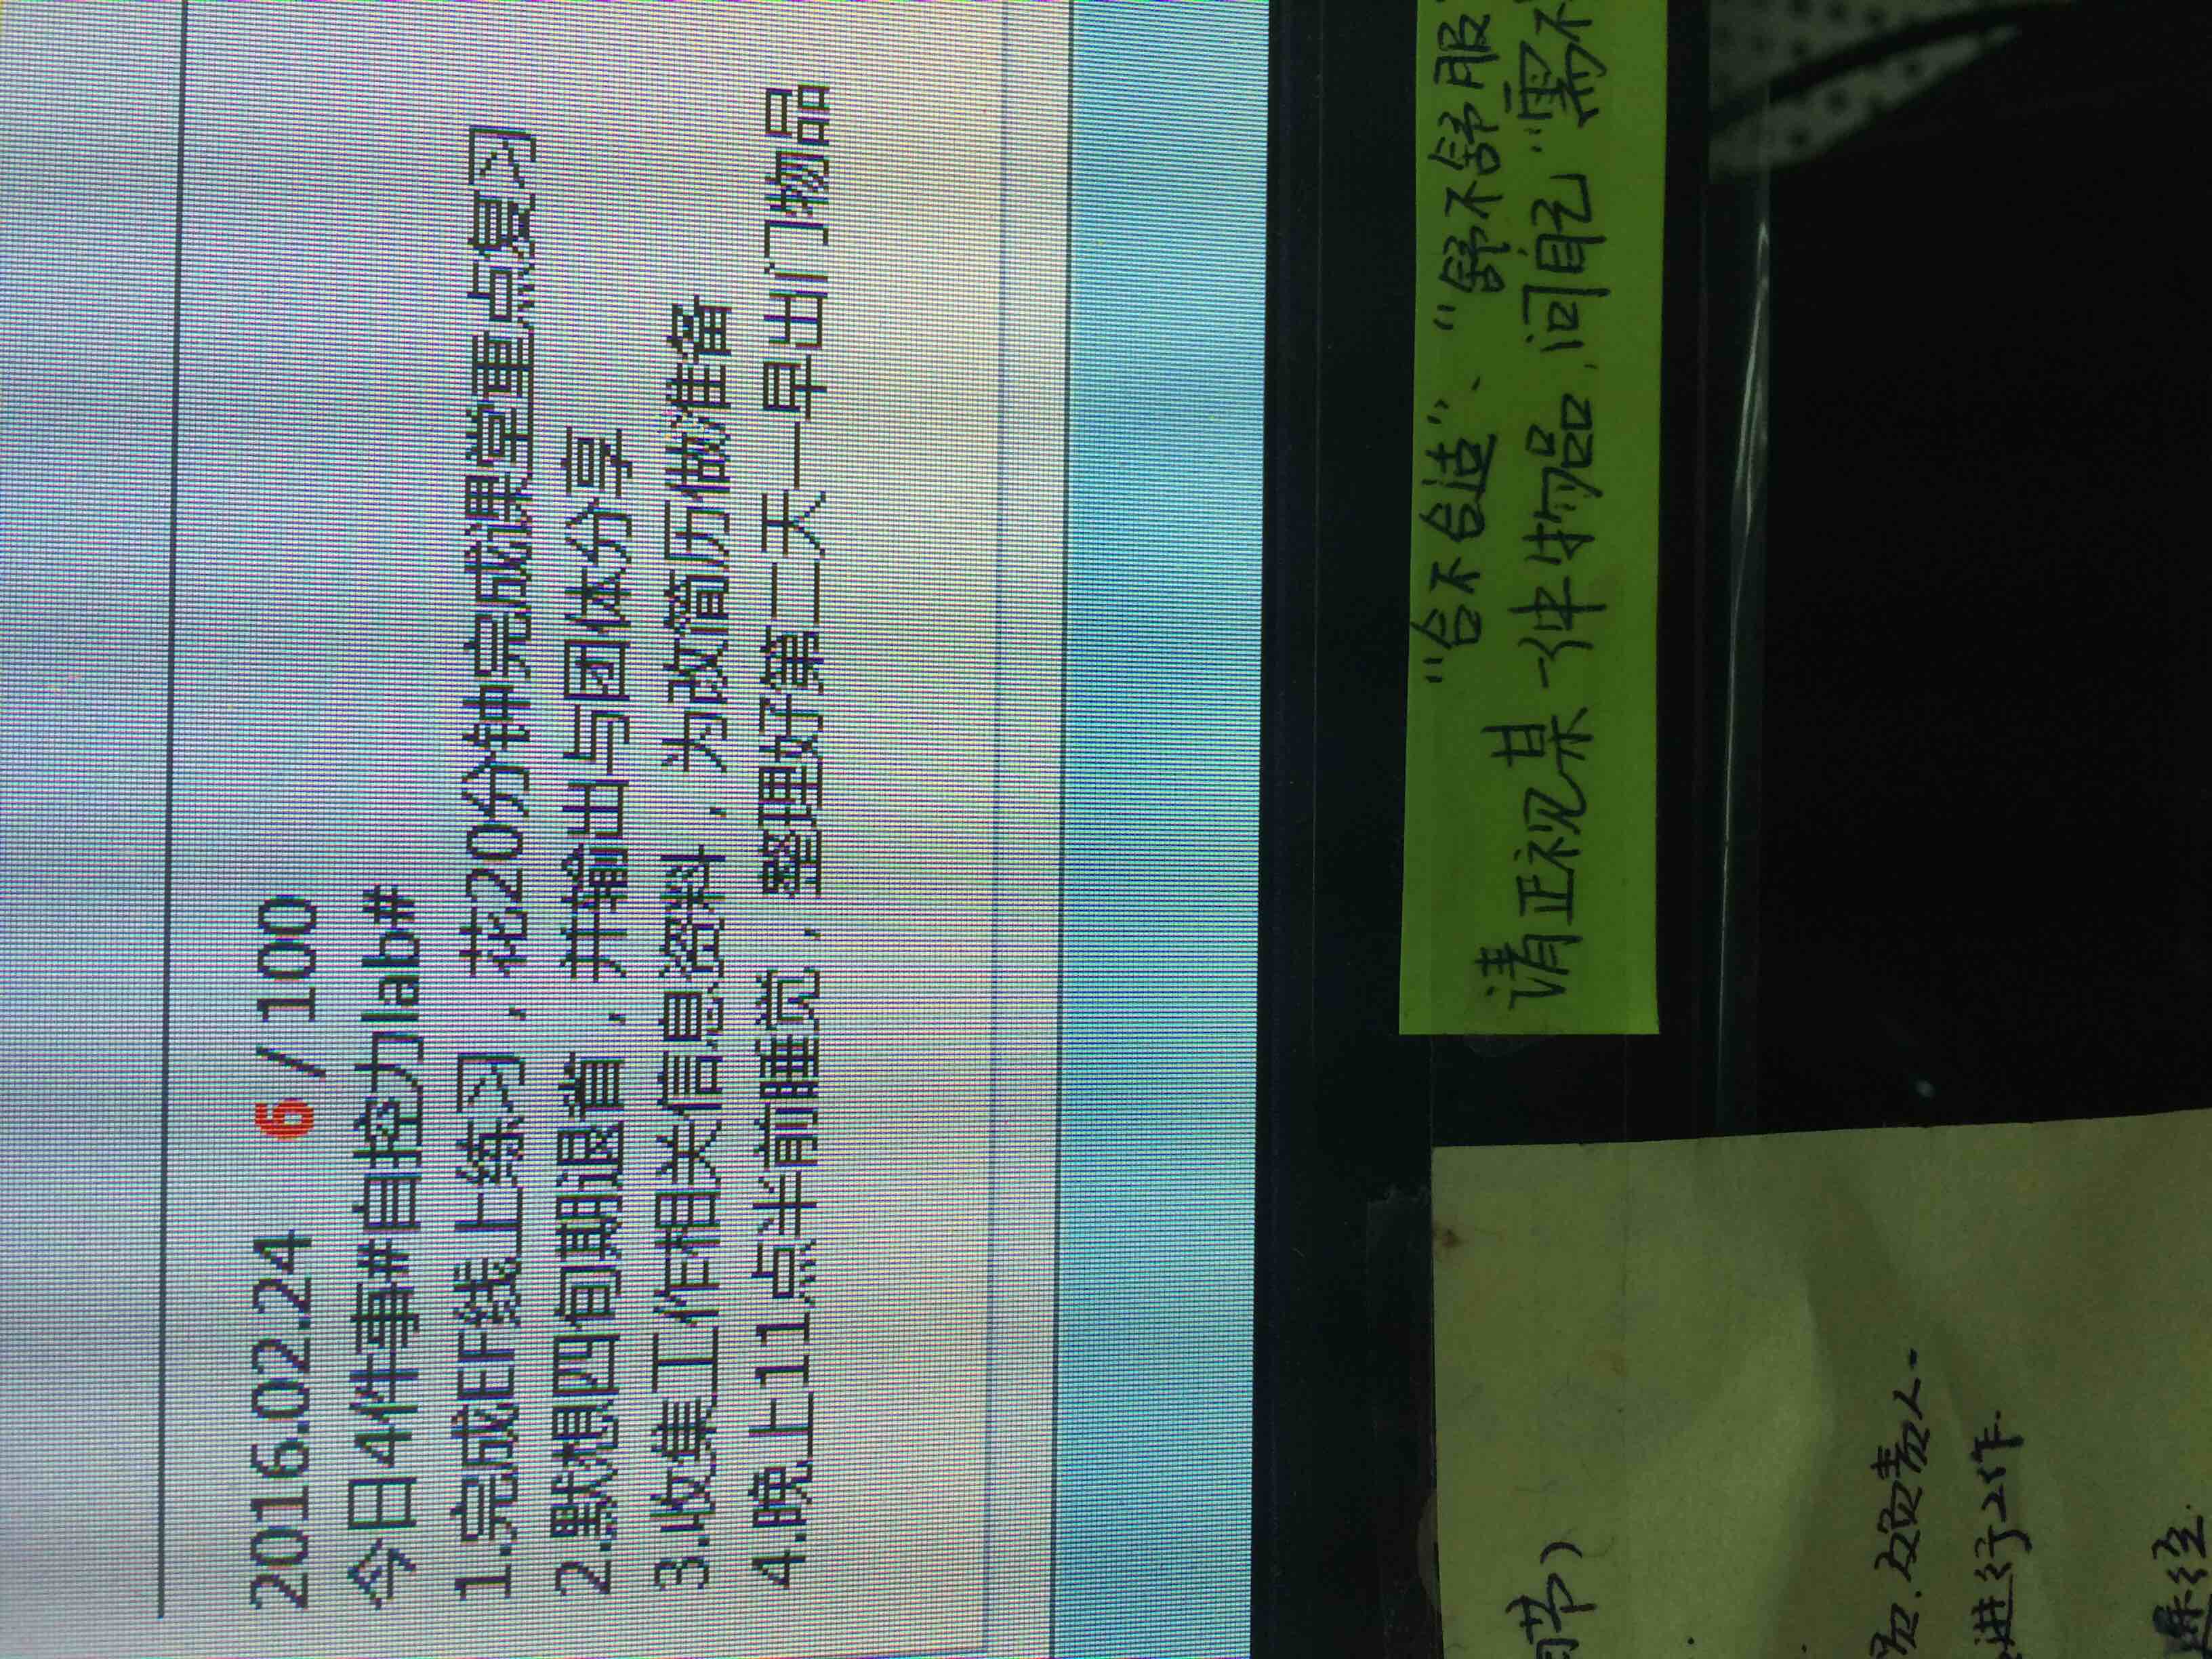 2016.02.24 6 / 100
今日4件事#自控力lab#
1.完成EF线上练习，花20分钟完成课堂重点复习
2.默想四旬期退省，并输出与团体分享
3.收集工作相关信息资料，为改简历做准备
4.晚上11点半前睡觉，整理好第二天一早出门物品
“合不合适”、“舒不舒服”
请正视某一件物品，问自己“需不
节）
员.及负责人.
进行工作.